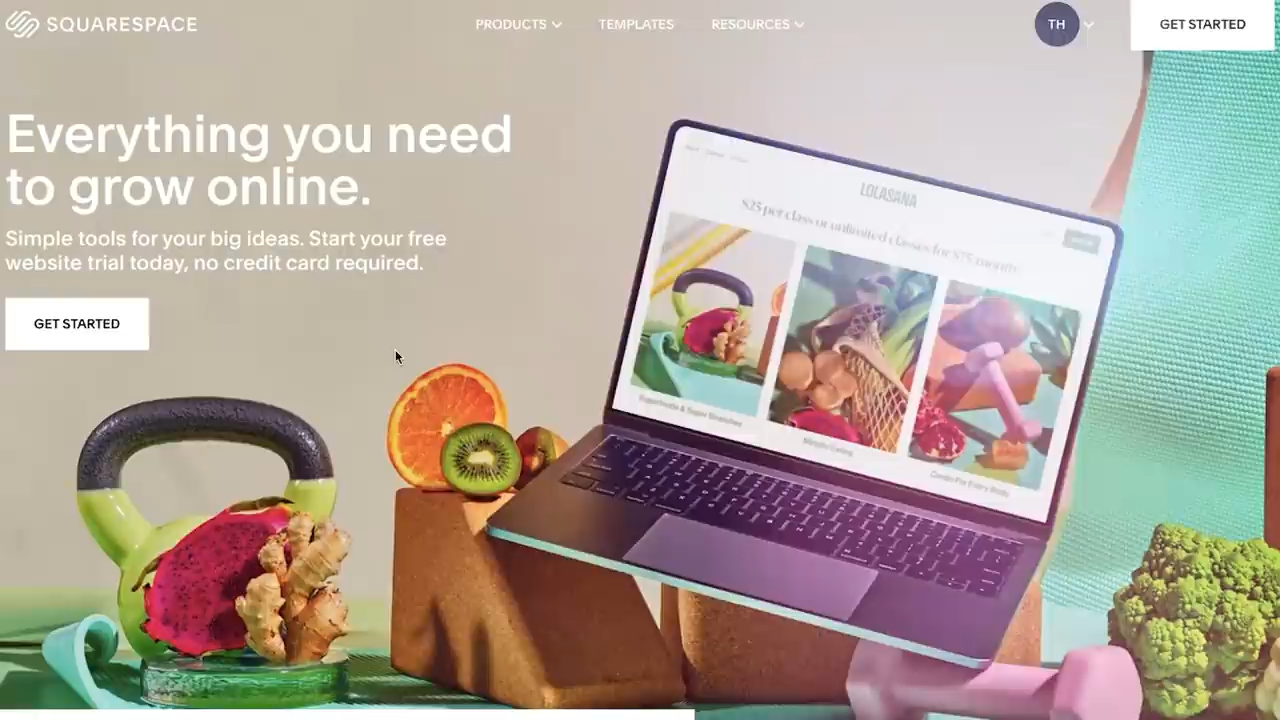 SQUARESPACE
PRODUCTS
TEMPLATES
RESOURCES
TH
GET STARTED
Everything you need
to grow online.
Simple tools for your big ideas. Start your free
website trial today, no credit card required.
GET STARTED
LOLASANA
$25 per class or unlimited classes for $75 month